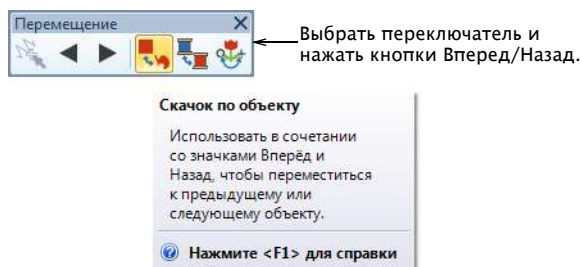 Перемещение
Выбрать переключатель и
нажать кнопки Вперед/Назад.
Скачок по объекту
Использовать в сочетании
со значками Вперёд и
Назад, чтобы переместиться
к предыдущему или
следующему объекту.
Нажмите <F1> для справки